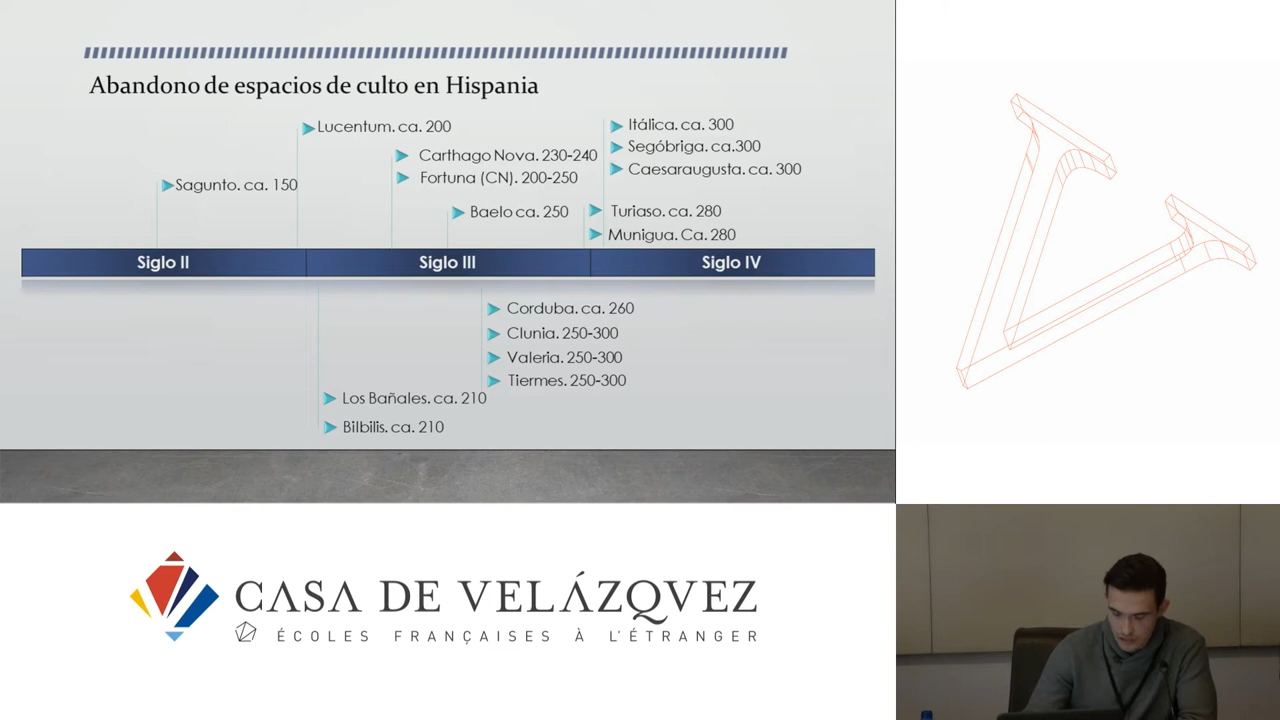 Abandono de espacios de culto en Hispania
Lucentum. ca. 200
Itálica. ca. 300
Segóbriga. ca.300
Caesaraugusta. ca. 300
Carthago Nova. 230-240
Fortuna (CN). 200-250
Sagunto. ca. 150
Baelo ca. 250
Turiaso. ca. 280
Munigua. Ca. 280
Siglo II
Siglo III
Siglo IV
Corduba. ca. 260
Clunia. 250-300
Valeria. 250-300
Tiermes. 250-300
Los Bañales. ca. 210
Bilbilis. ca. 210
CASA DE VELÁZQVEZ
ÉCOLES FRANÇAISES À L'ÉTRANGER